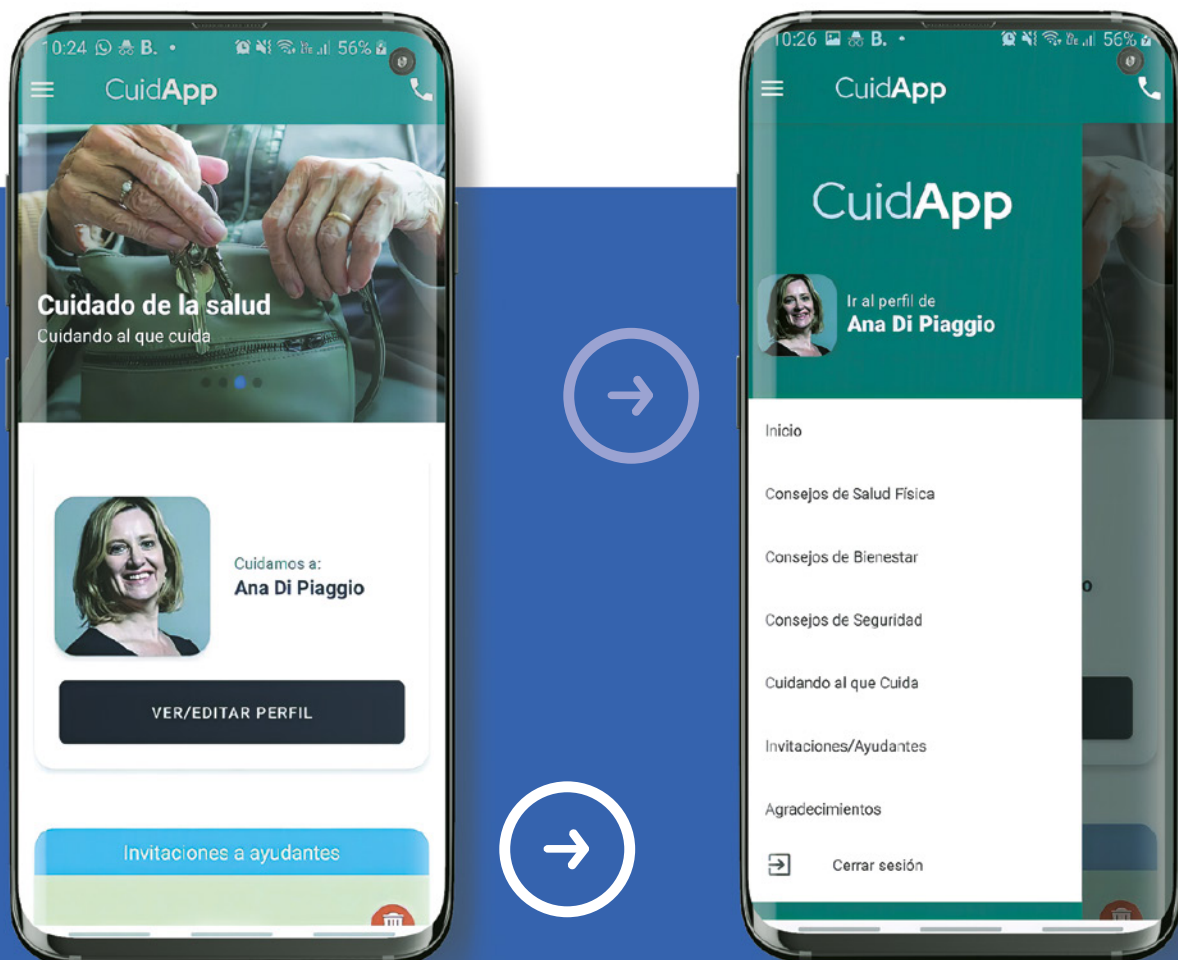 10:24 B. • 56%
CuidApp
Cuidado de la salud
Cuidando al que cuida
Cuidamos a:
Ana Di Piaggio
VER/EDITAR PERFIL
Invitaciones a ayudantes
10:26 B. • 56%
CuidApp
CuidApp
Ir al perfil de
Ana Di Piaggio
Inicio
Consejos de Salud Física
Consejos de Bienestar
Consejos de Seguridad
Cuidando al que Cuida
Invitaciones/Ayudantes
Agradecimientos
Cerrar sesión
o